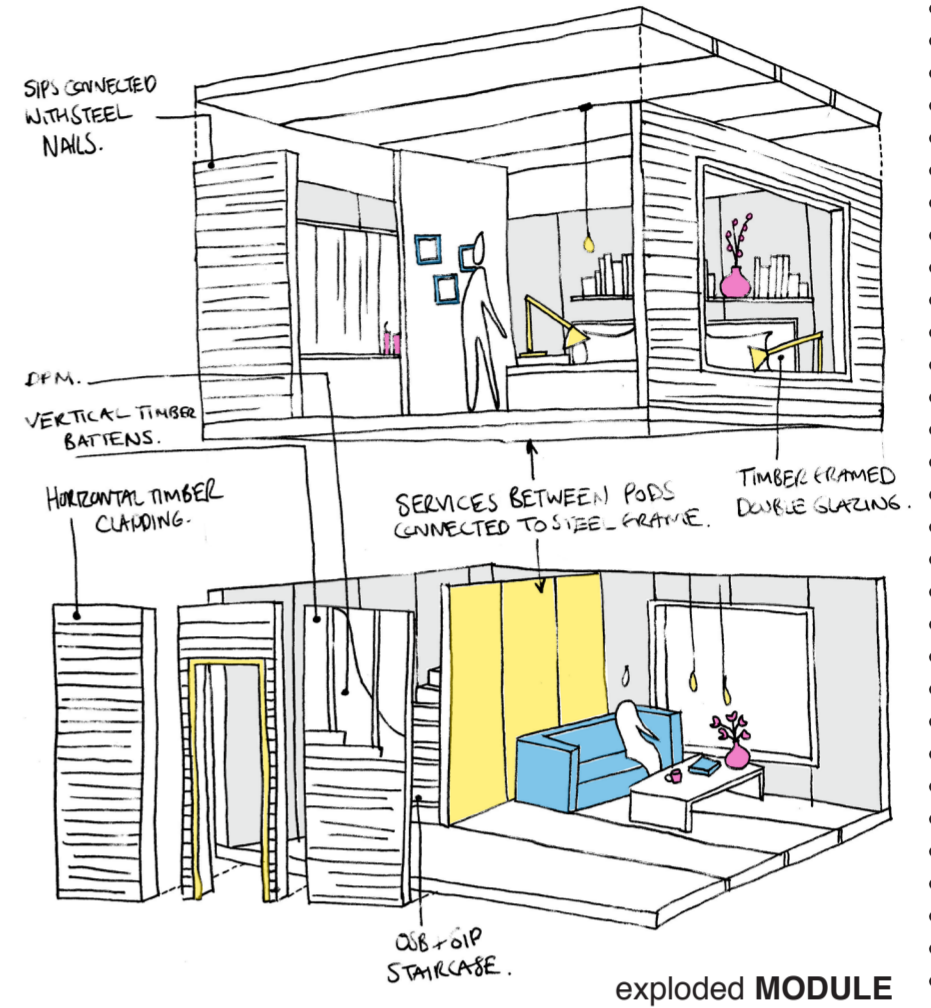 SIPS CONNECTED
WITH STEEL
NAILS.
DPM.
VERTICAL TIMBER
BATTENS.
HORIZONTAL TIMBER
CLADDING.
SERVICES BETWEEN PODS
CONNECTED TO STEEL FRAME.
TIMBER FRAMED
DOUBLE GLAZING.
OSB + SIP
STAIRCASE.
exploded MODULE